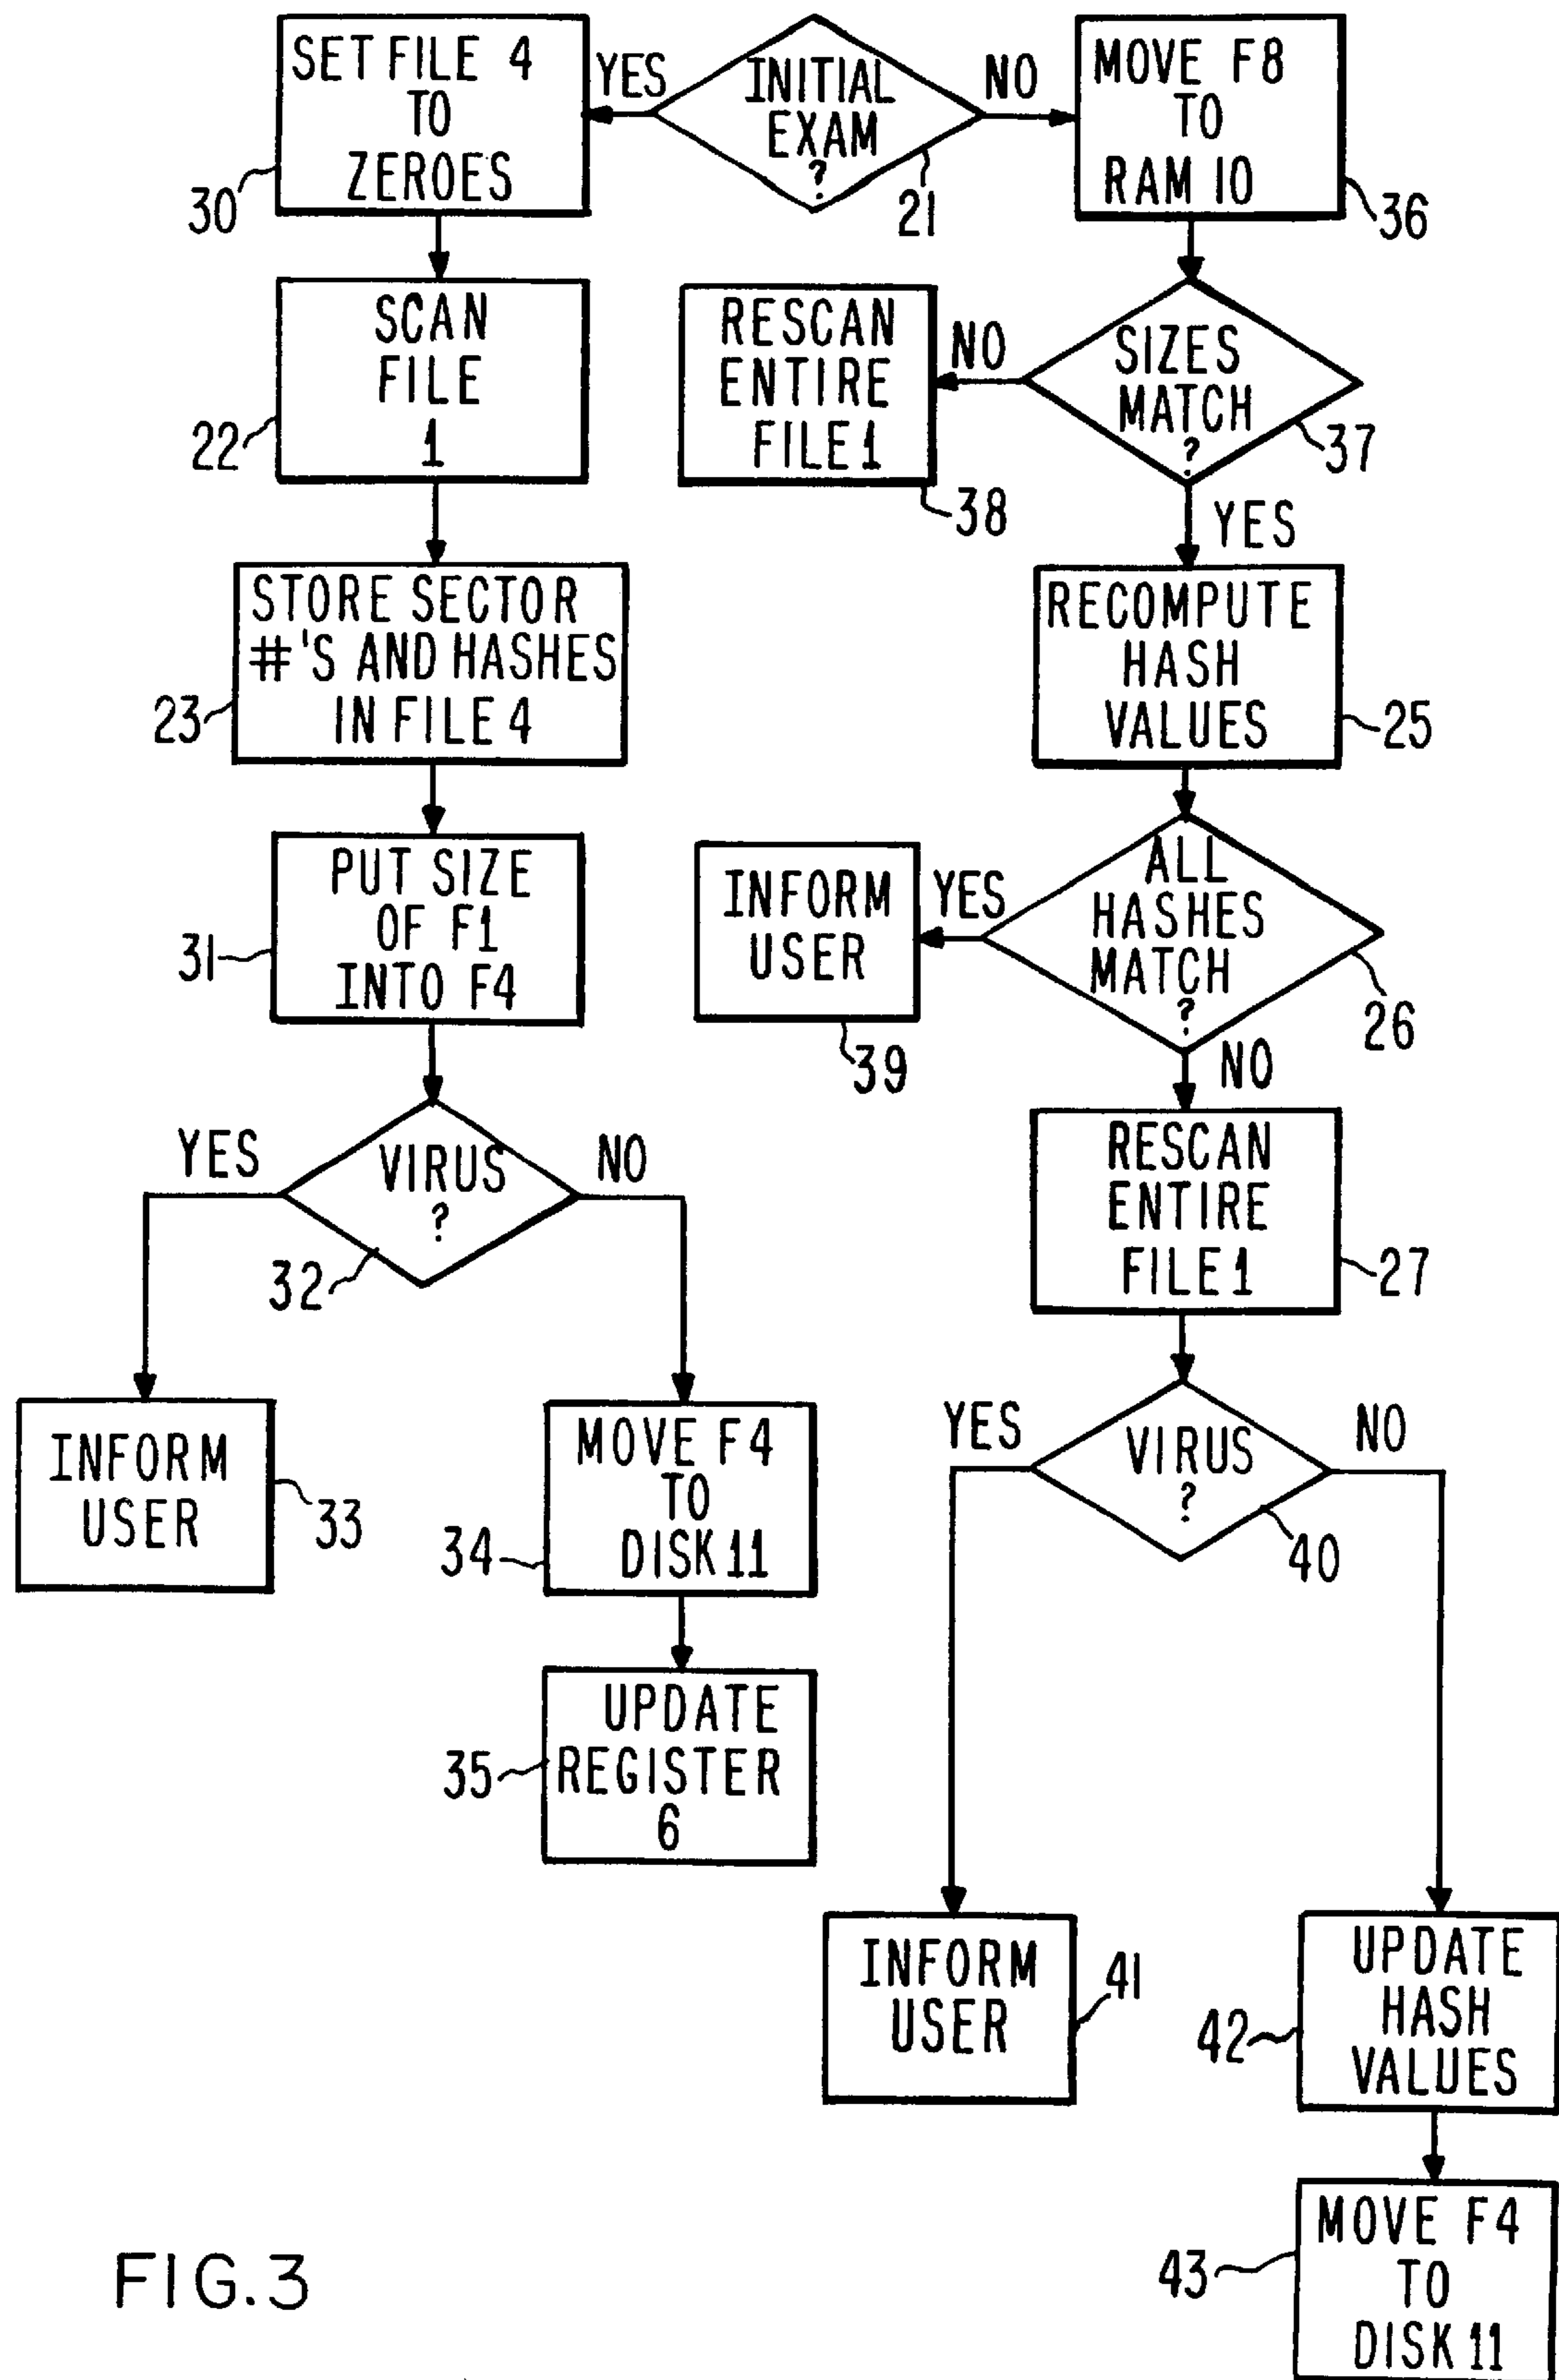 SET FILE 4
TO
ZEROES
30
YES
INITIAL
EXAM
?
21
NO
MOVE F8
TO
RAM 10
36
SCAN
FILE
1
22
RESCAN
ENTIRE
FILE 1
38
NO
SIZES
MATCH
?
37
YES
STORE SECTOR
#'S AND HASHES
IN FILE 4
23
RECOMPUTE
HASH
VALUES
25
PUT SIZE
OF F1
INTO F4
31
INFORM
USER
39
YES
ALL
HASHES
MATCH
?
26
NO
YES
VIRUS
?
32
NO
RESCAN
ENTIRE
FILE 1
27
INFORM
USER
33
MOVE F4
TO
DISK 11
34
YES
VIRUS
?
40
NO
UPDATE
REGISTER
6
35
INFORM
USER
41
UPDATE
HASH
VALUES
42
MOVE F4
TO
DISK 11
43
FIG.3